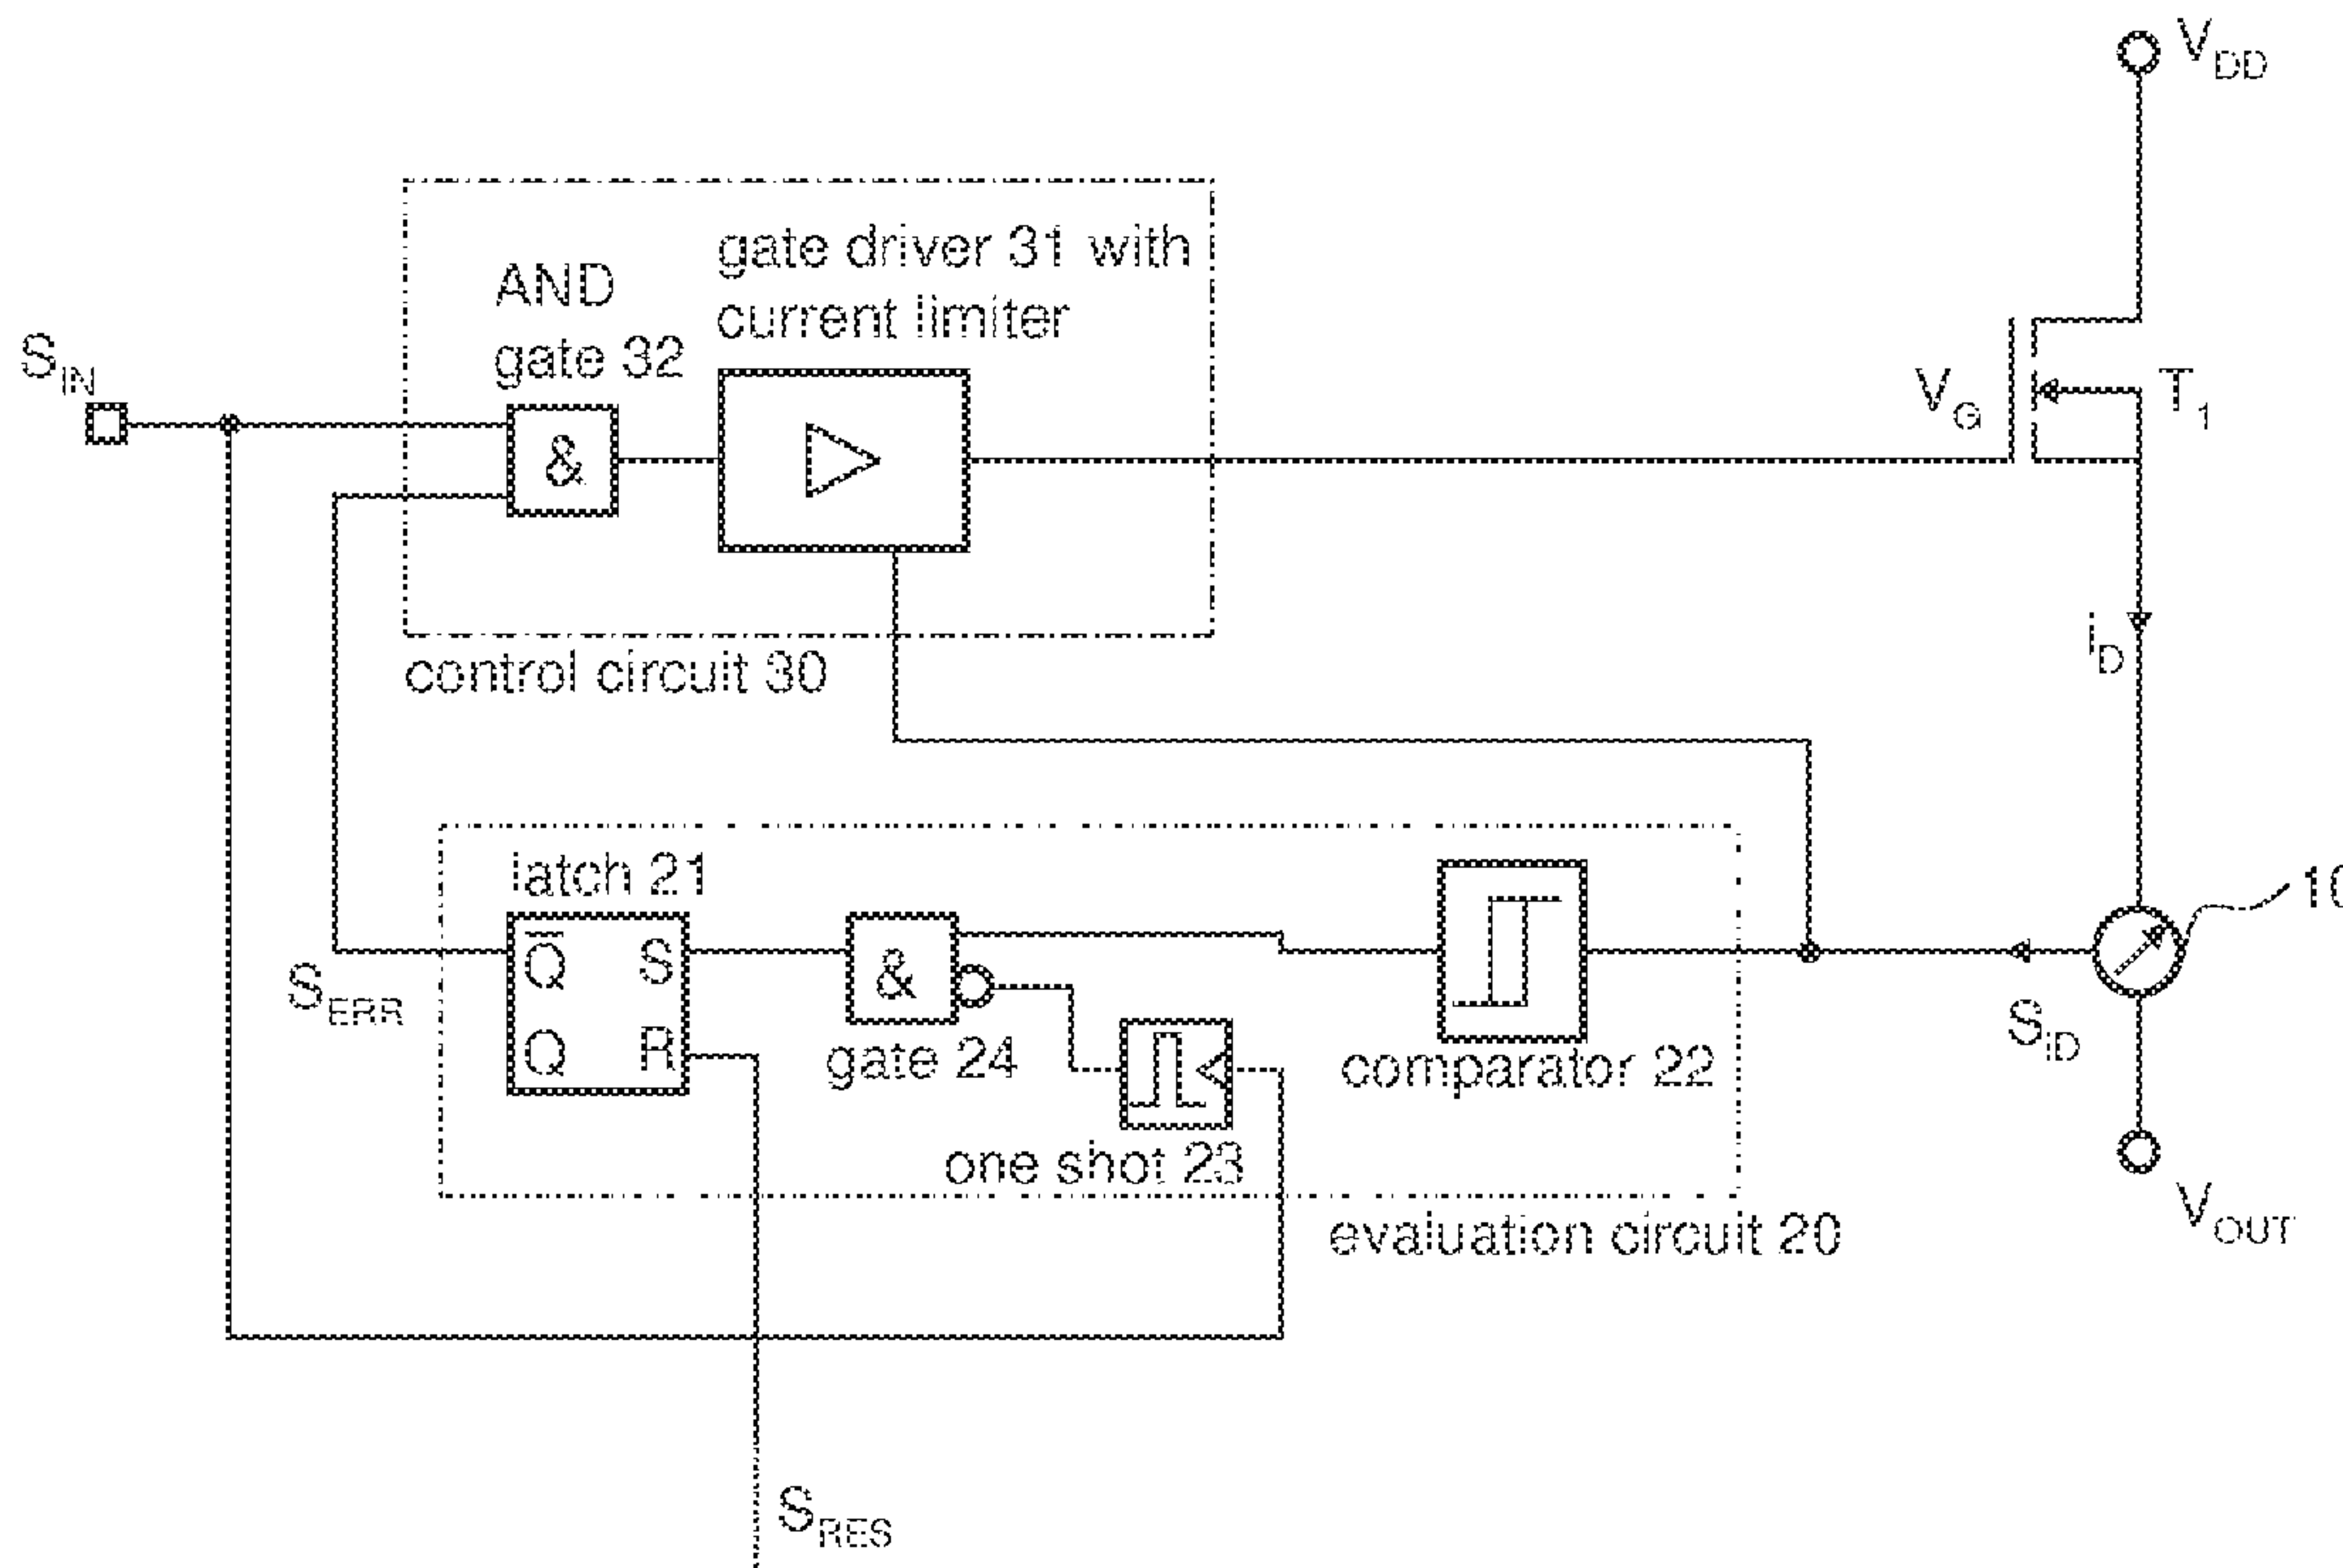 V_DD
gate driver 31 with
current limiter
AND
gate 32
S_IN
&
V_G
T_1
i_D
control circuit 30
latch 21
Q̅ S
Q R
&
S_ERR
gate 24
one shot 23
comparator 22
S_iD
10
V_OUT
evaluation circuit 20
S_RES